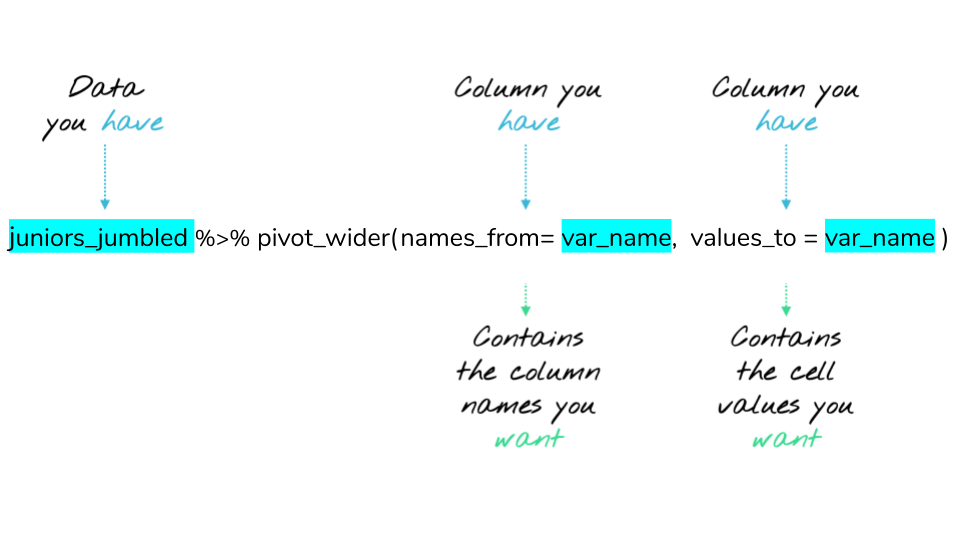 Data
you have
Column you
have
Column you
have
juniors_jumbled %>% pivot_wider(names_from= var_name, values_to = var_name )
Contains
the column
names you
want
Contains
the cell
values you
want